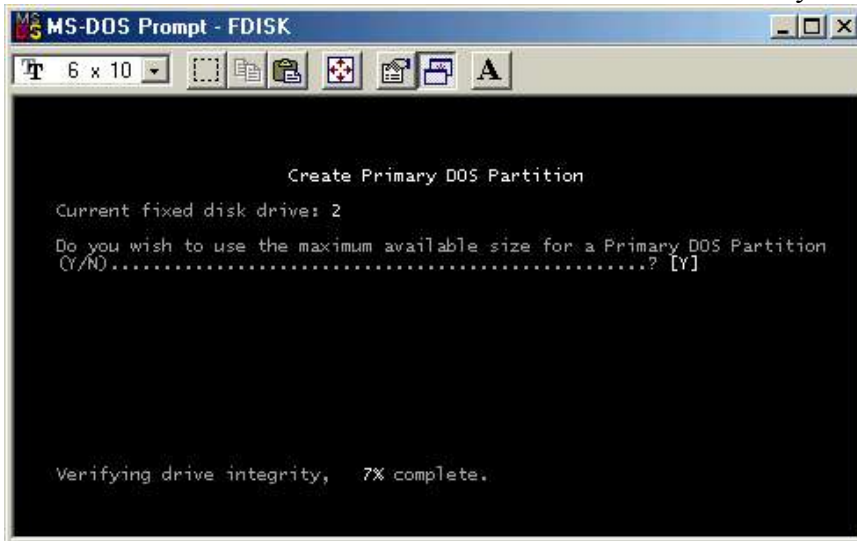 MS-DOS Prompt - FDISK
6 x 10
A
Create Primary DOS Partition
Current fixed disk drive: 2
Do you wish to use the maximum available size for a Primary DOS Partition
(Y/N)..................................................? [Y]
Verifying drive integrity, 7% complete.